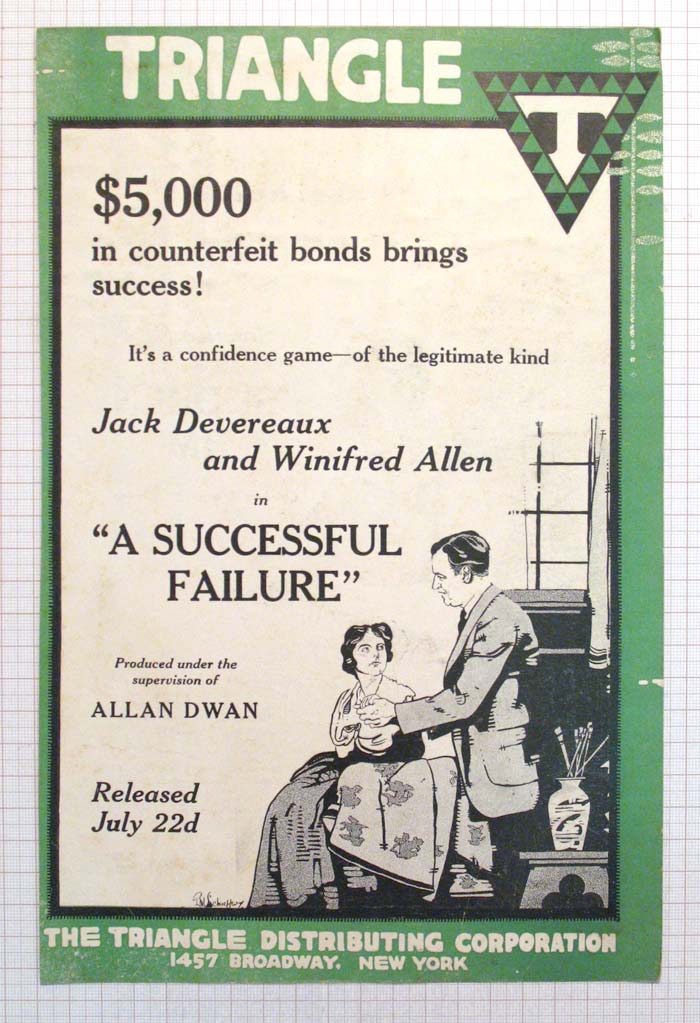 TRIANGLE
T
$5,000
in counterfeit bonds brings
success!
It's a confidence game—of the legitimate kind
Jack Devereaux
and Winifred Allen
in
"A SUCCESSFUL
FAILURE"
Produced under the
supervision of
ALLAN DWAN
Released
July 22d
THE TRIANGLE DISTRIBUTING CORPORATION
1457 BROADWAY. NEW YORK